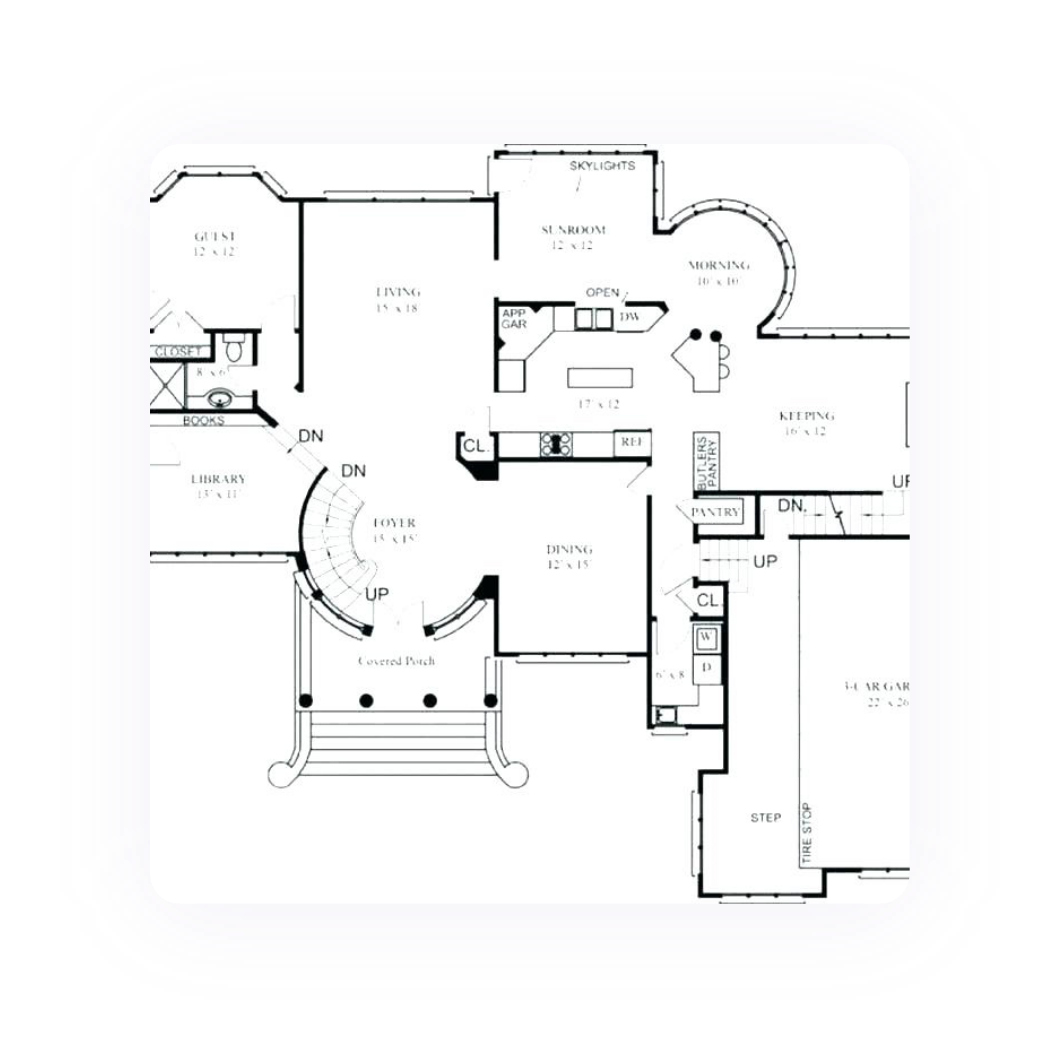 SKYLIGHTS
GUEST
12' x 12'
SUNROOM
12' x 12'
MORNING
10' x 10'
LIVING
15' x 18'
OPEN
APP
GAR
DW
CLOSET
8' x 6'
17' x 12'
BOOKS
KEEPING
16' x 12'
DN
CL.
REF
BUTLERS
PANTRY
DN
LIBRARY
13' x 11'
UP
FOYER
15' x 15'
PANTRY
DN.
DINING
12' x 15'
UP
UP
CL.
W
Covered Porch
D
6' x 8'
3-CAR GAR
22' x 26'
STEP
TIRE STOP